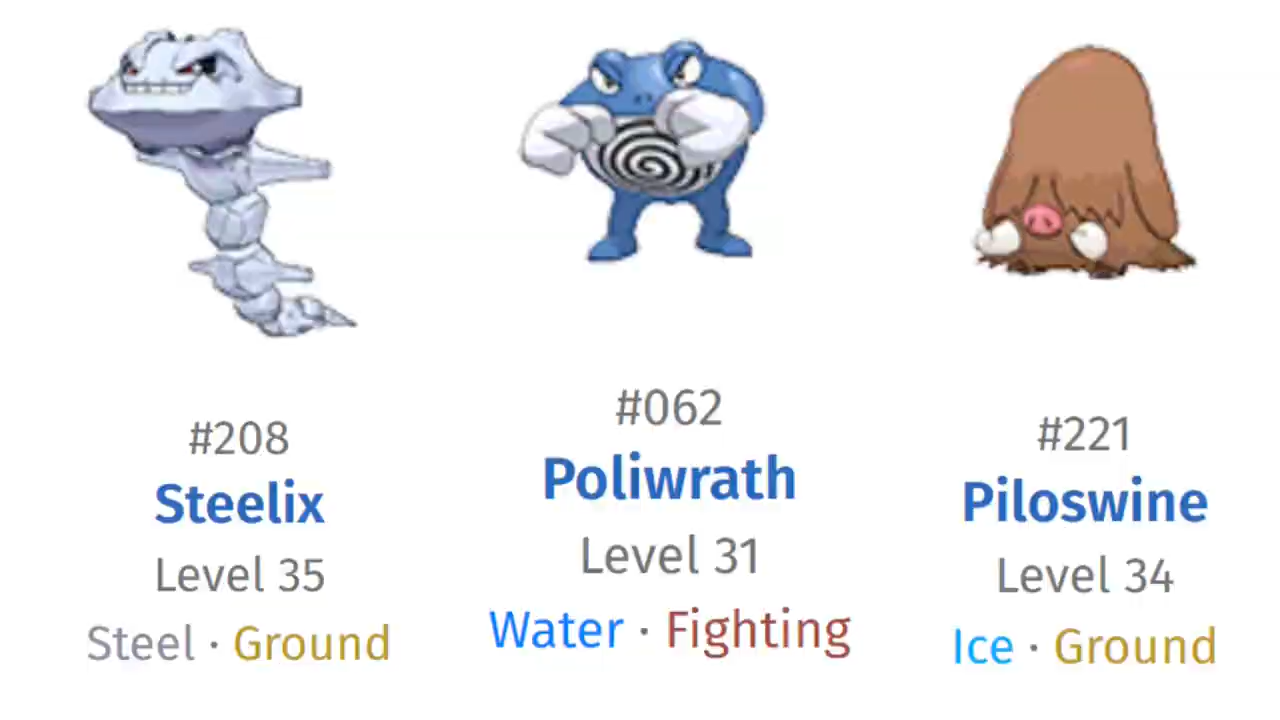 #208
Steelix
Level 35
Steel · Ground
#062
Poliwrath
Level 31
Water · Fighting
#221
Piloswine
Level 34
Ice · Ground